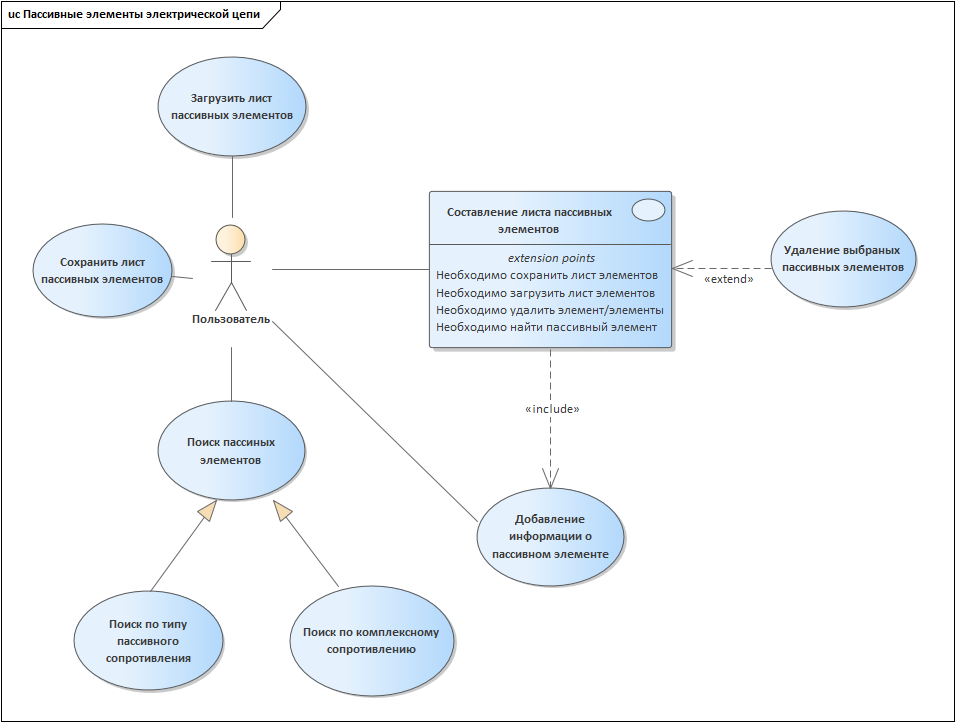 uc Пассивные элементы электрической цепи
Загрузить лист
пассивных элементов
Сохранить лист
пассивных элементов
Пользователь
Составление листа пассивных
элементов
extension points
Необходимо сохранить лист элементов
Необходимо загрузить лист элементов
Необходимо удалить элемент/элементы
Необходимо найти пассивный элемент
«extend»
Удаление выбраных
пассивных элементов
«include»
Поиск пассиных
элементов
Добавление
информации о
пассивном элементе
Поиск по типу
пассивного
сопротивления
Поиск по комплексному
сопротивлению